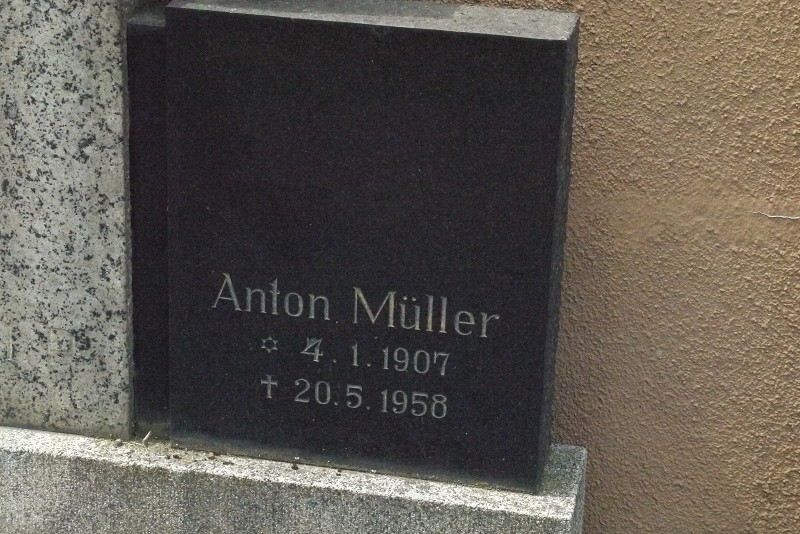 Anton Müller
✡ 4.1.1907
† 20.5.1958